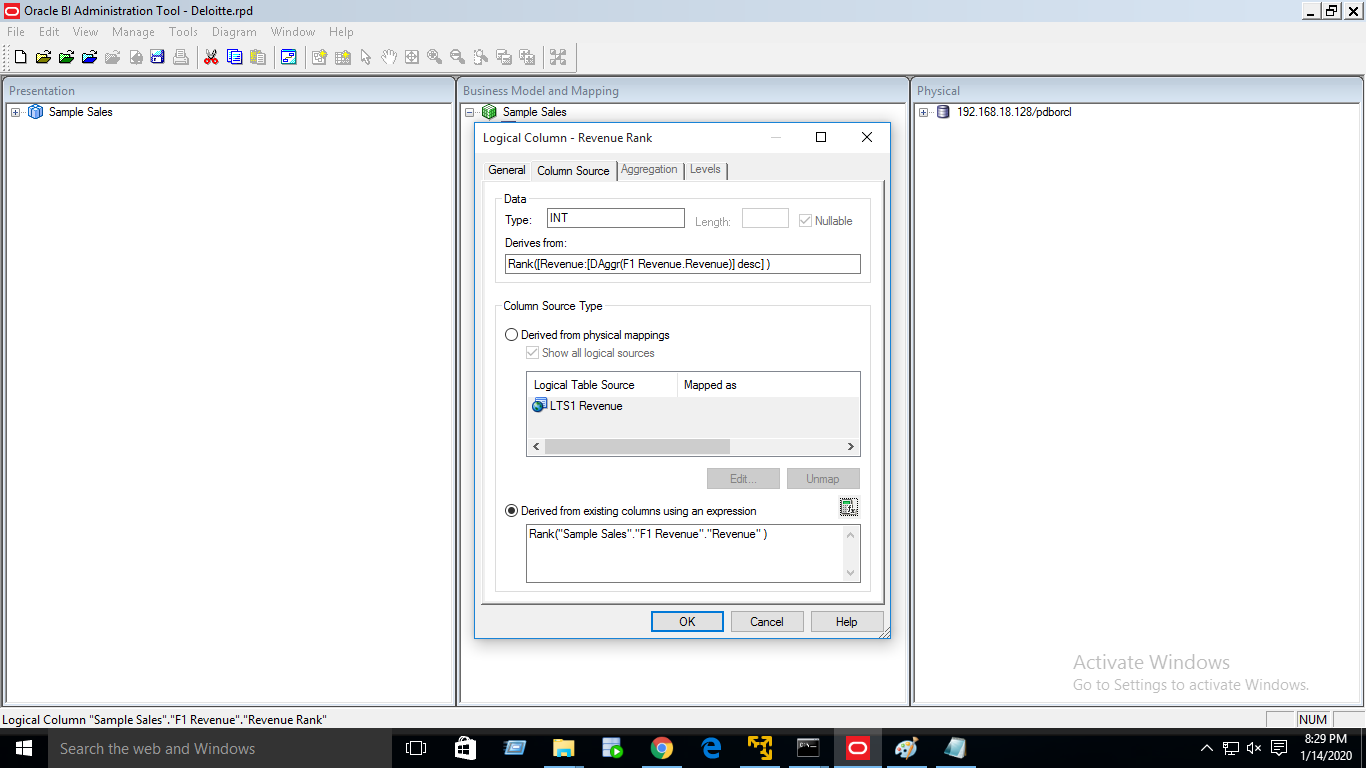 Oracle BI Administration Tool - Deloitte.rpd
File Edit View Manage Tools Diagram Window Help
Presentation
Sample Sales
Business Model and Mapping
Sample Sales
Physical
192.168.18.128/pdborcl
Logical Column - Revenue Rank
General Column Source Aggregation Levels
Data
Type: INT Length: Nullable
Derives from:
Rank([Revenue:[DAggr(F1 Revenue.Revenue)] desc] )
Column Source Type
Derived from physical mappings
Show all logical sources
Logical Table Source Mapped as
LTS1 Revenue
Edit... Unmap
Derived from existing columns using an expression
Rank("Sample Sales"."F1 Revenue"."Revenue" )
OK Cancel Help
Activate Windows
Go to Settings to activate Windows.
Logical Column "Sample Sales"."F1 Revenue"."Revenue Rank"
NUM
Search the web and Windows
8:29 PM
1/14/2020